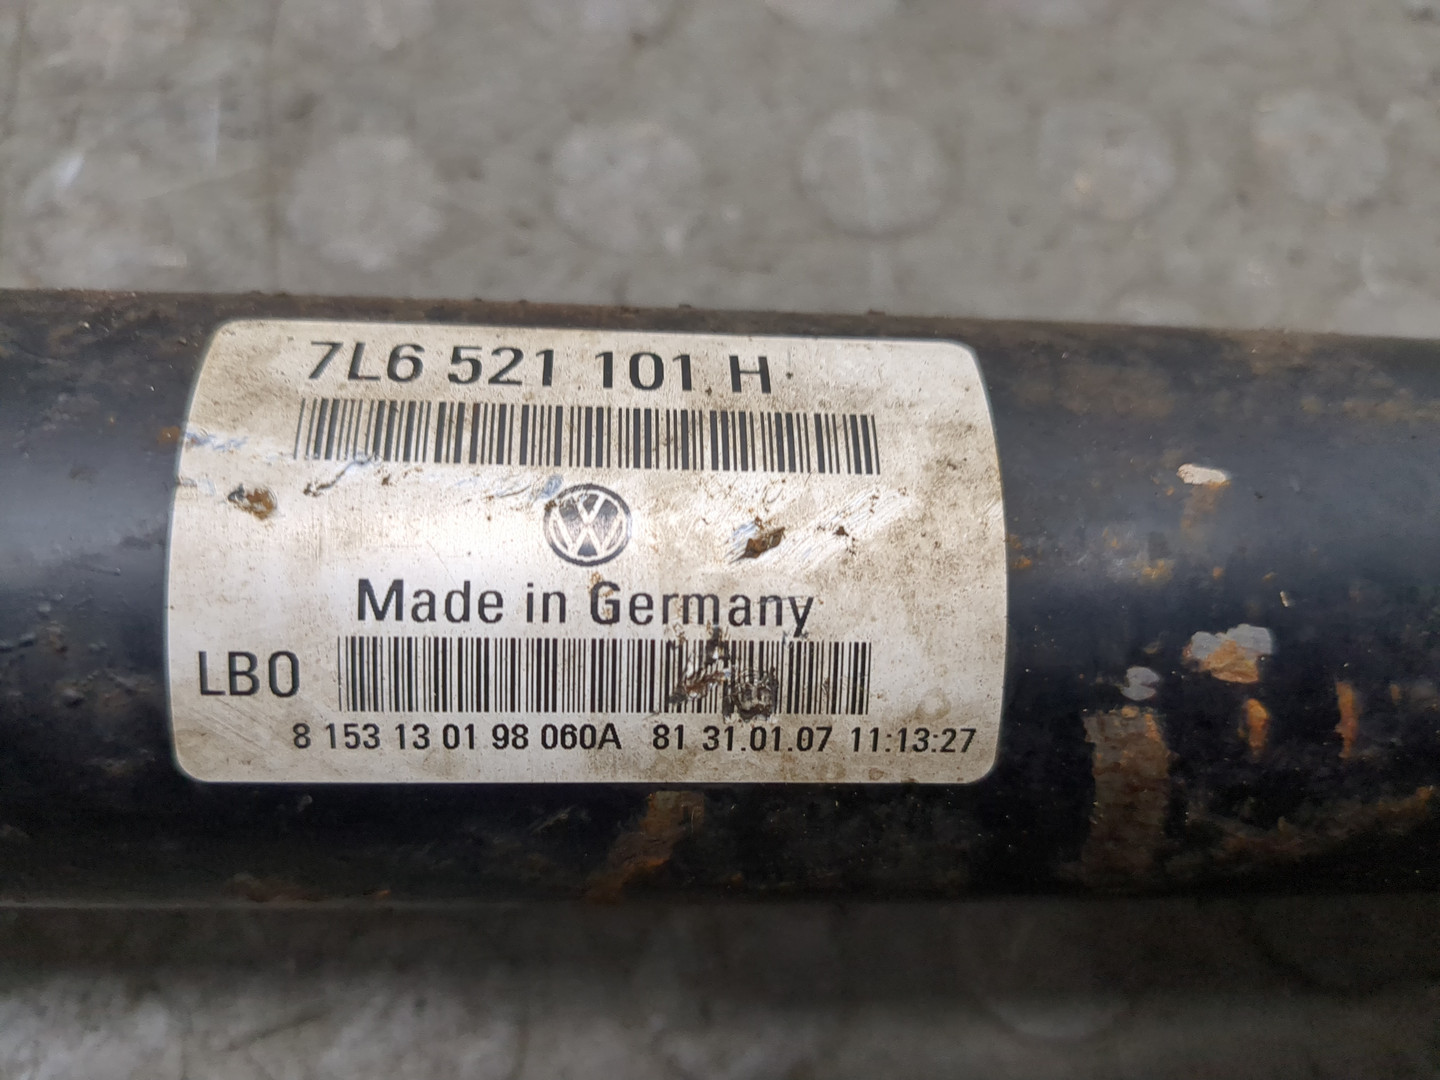 7L6 521 101 H
Made in Germany
LB0
8 153 13 01 98 060A 81 31.01.07 11:13:27